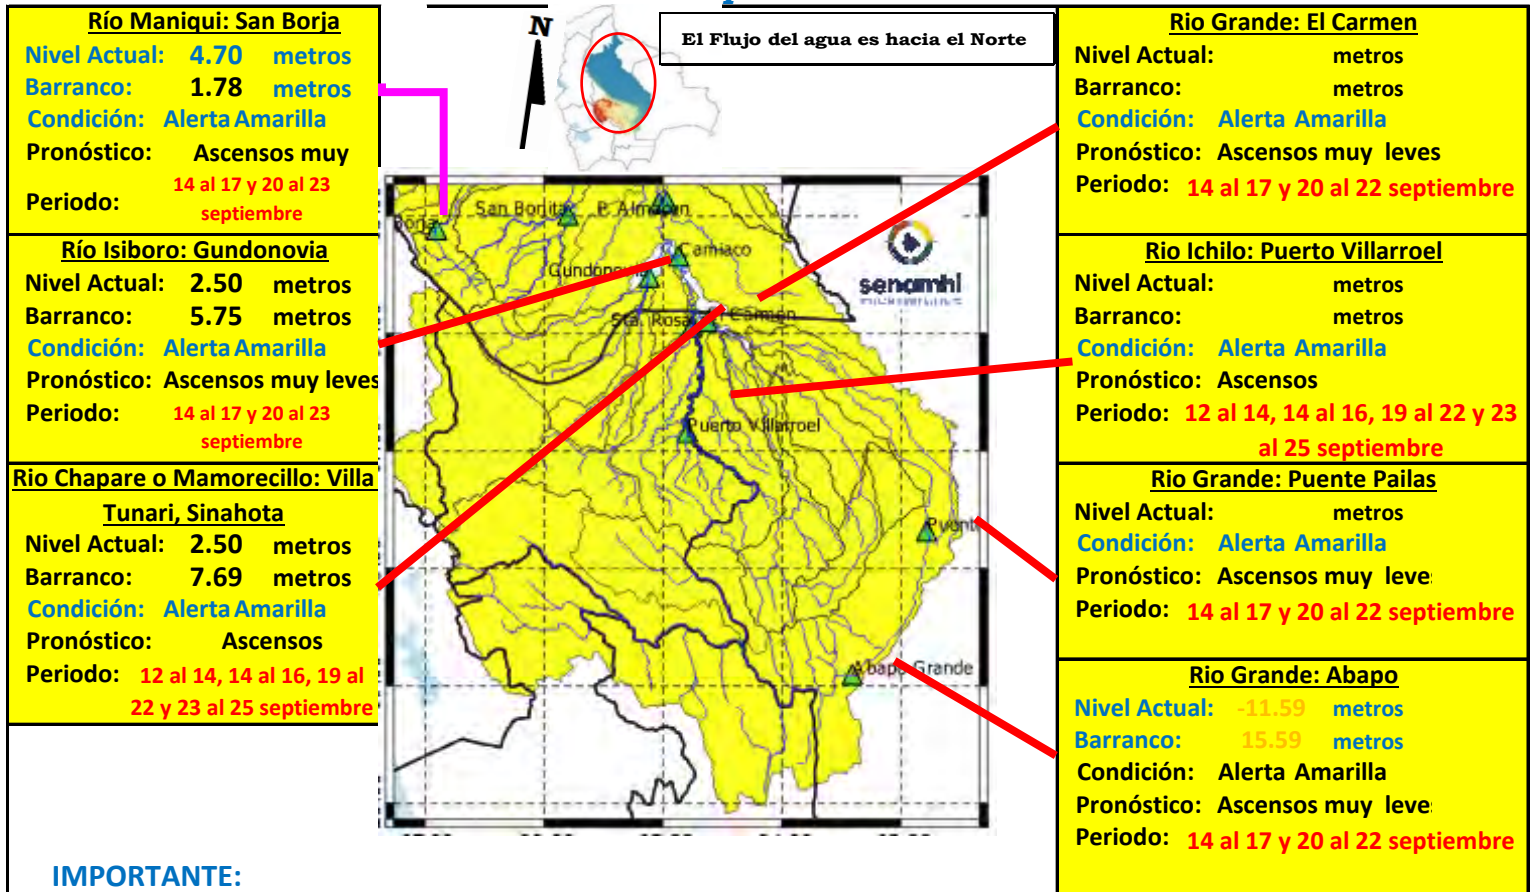 Río Maniqui: San Borja
Nivel Actual: 4.70 metros
Barranco: 1.78 metros
Condición: Alerta Amarilla
Pronóstico: Ascensos muy
Periodo: 14 al 17 y 20 al 23
septiembre
Río Isiboro: Gundonovia
Nivel Actual: 2.50 metros
Barranco: 5.75 metros
Condición: Alerta Amarilla
Pronóstico: Ascensos muy leves
Periodo: 14 al 17 y 20 al 23
septiembre
Rio Chapare o Mamorecillo: Villa
Tunari, Sinahota
Nivel Actual: 2.50 metros
Barranco: 7.69 metros
Condición: Alerta Amarilla
Pronóstico: Ascensos
Periodo: 12 al 14, 14 al 16, 19 al
22 y 23 al 25 septiembre
IMPORTANTE:
N
El Flujo del agua es hacia el Norte
Borja
San Bonita
P. Almacen
Camiaco
Gundonovia
senamhi
Sta. Rosa
Carmen
Puerto Villarroel
Puent
Abapo Grande
Rio Grande: El Carmen
Nivel Actual: metros
Barranco: metros
Condición: Alerta Amarilla
Pronóstico: Ascensos muy leves
Periodo: 14 al 17 y 20 al 22 septiembre
Rio Ichilo: Puerto Villarroel
Nivel Actual: metros
Barranco: metros
Condición: Alerta Amarilla
Pronóstico: Ascensos
Periodo: 12 al 14, 14 al 16, 19 al 22 y 23
al 25 septiembre
Rio Grande: Puente Pailas
Nivel Actual: metros
Condición: Alerta Amarilla
Pronóstico: Ascensos muy leve
Periodo: 14 al 17 y 20 al 22 septiembre
Rio Grande: Abapo
Nivel Actual: -11.59 metros
Barranco: 15.59 metros
Condición: Alerta Amarilla
Pronóstico: Ascensos muy leve
Periodo: 14 al 17 y 20 al 22 septiembre